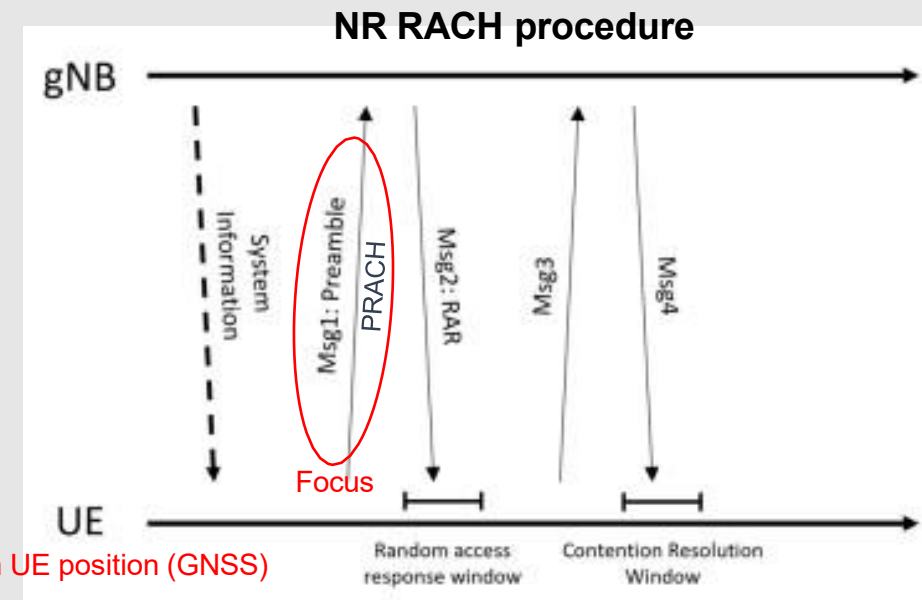 NR RACH procedure
gNB
System
Information
Msg1: Preamble
PRACH
Msg2: RAR
Msg3
Msg4
Focus
UE
UE position (GNSS)
Random access
response window
Contention Resolution
Window